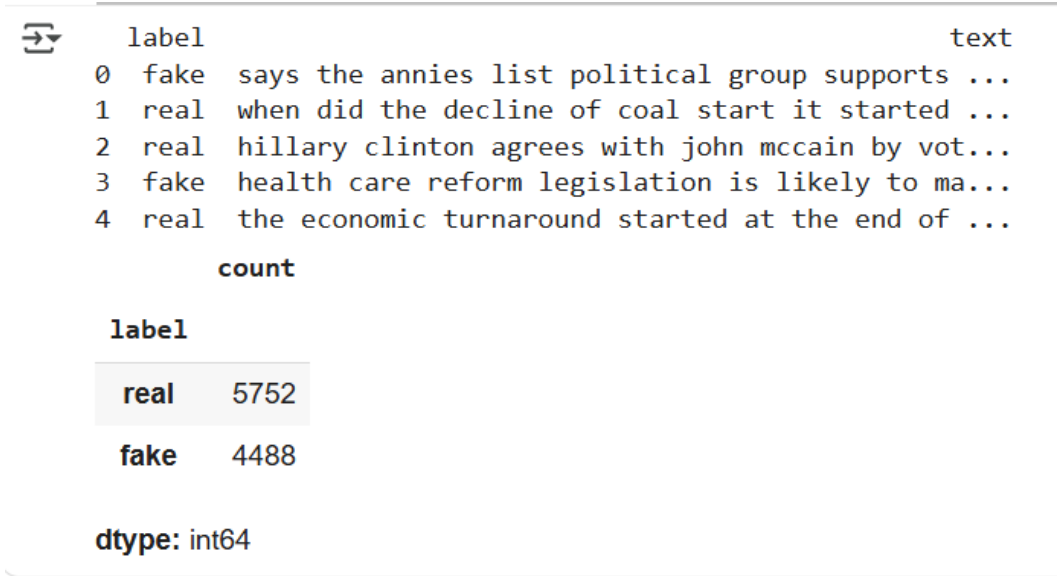 label text
0 fake says the annies list political group supports ...
1 real when did the decline of coal start it started ...
2 real hillary clinton agrees with john mccain by vot...
3 fake health care reform legislation is likely to ma...
4 real the economic turnaround started at the end of ...
count
label
real 5752
fake 4488
dtype: int64